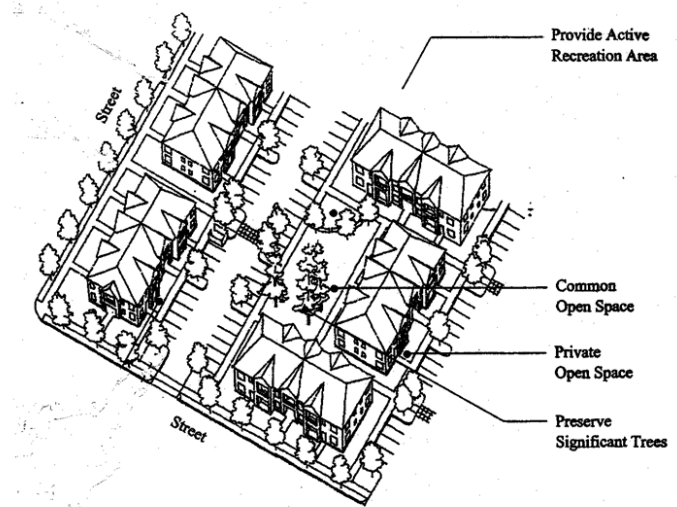 Provide Active
Recreation Area
Street
Common
Open Space
Private
Open Space
Preserve
Significant Trees
Street